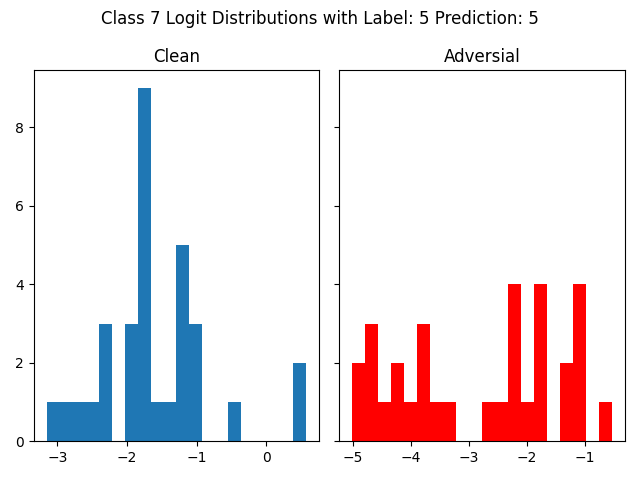 Class 7 Logit Distributions with Label: 5 Prediction: 5
Clean
Adversial
8
6
4
2
0
−3 −2 −1 0
−5 −4 −3 −2 −1